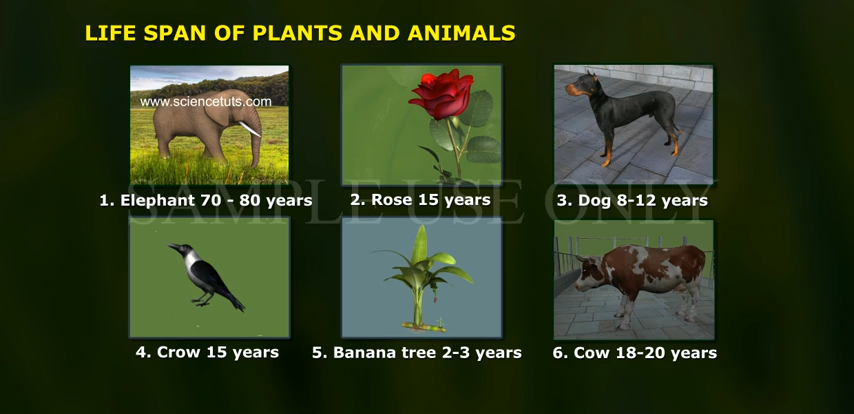 LIFE SPAN OF PLANTS AND ANIMALS
www.sciencetuts.com
1. Elephant 70 - 80 years
2. Rose 15 years
3. Dog 8-12 years
SAMPLE USE ONLY
4. Crow 15 years
5. Banana tree 2-3 years
6. Cow 18-20 years